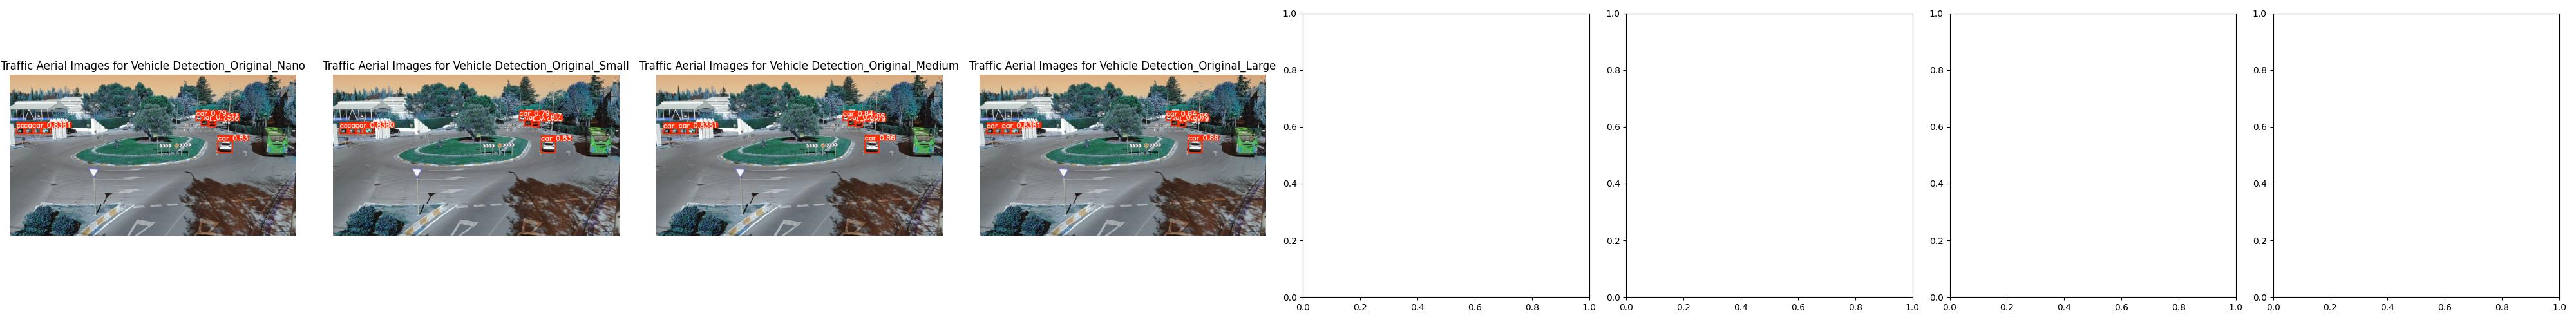 Traffic Aerial Images for Vehicle Detection_Original_Nano
Traffic Aerial Images for Vehicle Detection_Original_Small
Traffic Aerial Images for Vehicle Detection_Original_Medium
Traffic Aerial Images for Vehicle Detection_Original_Large
car 0.83
car 0.83
car 0.86
car 0.86
1.0
0.8
0.6
0.4
0.2
0.0
0.0 0.2 0.4 0.6 0.8 1.0
1.0
0.8
0.6
0.4
0.2
0.0
0.0 0.2 0.4 0.6 0.8 1.0
1.0
0.8
0.6
0.4
0.2
0.0
0.0 0.2 0.4 0.6 0.8 1.0
1.0
0.8
0.6
0.4
0.2
0.0
0.0 0.2 0.4 0.6 0.8 1.0